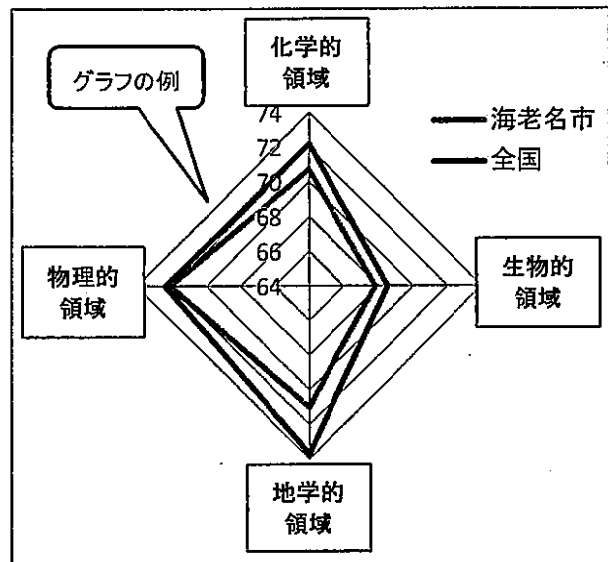 化学的
領域
グラフの例
74
72
70
68
66
64
海老名市
全国
物理的
領域
生物的
領域
地学的
領域